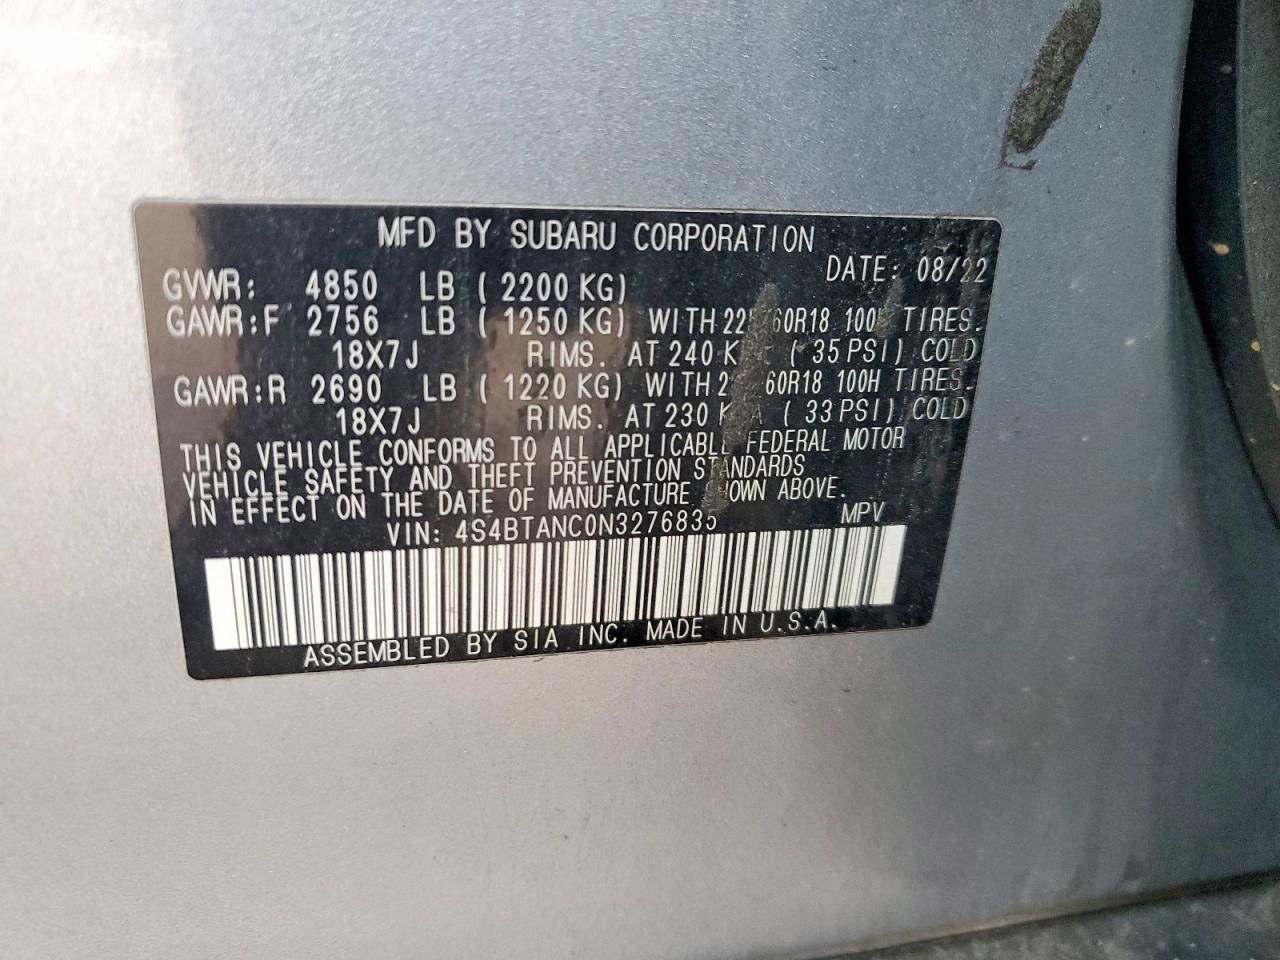 MFD BY SUBARU CORPORATION
DATE: 08/22
GVWR: 4850 LB ( 2200 KG)
GAWR:F 2756 LB ( 1250 KG) WITH TIRES.
18X7J RIMS. AT 240 ( 35 PSI) COLD
GAWR:R 2690 LB ( 1220 KG) WITH 100H TIRES.
18X7J RIMS. AT 230 ( 33 PSI) COLD
THIS VEHICLE CONFORMS TO ALL APPLICABLE FEDERAL MOTOR
VEHICLE SAFETY AND THEFT PREVENTION STANDARDS
IN EFFECT ON THE DATE OF MANUFACTURE SHOWN ABOVE.
VIN: 4S4BTANC0N3276835 MPV
ASSEMBLED BY SIA INC. MADE IN U.S.A.